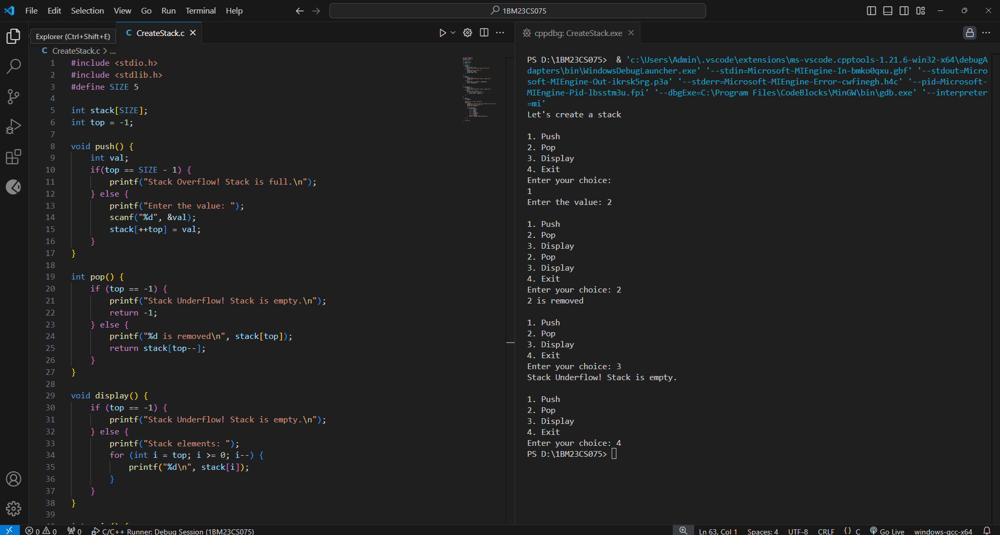 File Edit Selection View Go Run Terminal Help
1BM23CS075
Explorer (Ctrl+Shift+E)
C CreateStack.c
C CreateStack.c > ...
1 #include <stdio.h>
2 #include <stdlib.h>
3 #define SIZE 5
4
5 int stack[SIZE];
6 int top = -1;
7
8 void push() {
9 int val;
10 if(top == SIZE - 1) {
11 printf("Stack Overflow! Stack is full.\n");
12 } else {
13 printf("Enter the value: ");
14 scanf("%d", &val);
15 stack[++top] = val;
16 }
17 }
18
19 int pop() {
20 if (top == -1) {
21 printf("Stack Underflow! Stack is empty.\n");
22 return -1;
23 } else {
24 printf("%d is removed\n", stack[top]);
25 return stack[top--];
26 }
27 }
28
29 void display() {
30 if (top == -1) {
31 printf("Stack Underflow! Stack is empty.\n");
32 } else {
33 printf("Stack elements: ");
34 for (int i = top; i >= 0; i--) {
35 printf("%d\n", stack[i]);
36 }
37 }
38 }
39
cppdbg: CreateStack.exe
PS D:\1BM23CS075>  & 'c:\Users\Admin\.vscode\extensions\ms-vscode.cpptools-1.21.6-win32-x64\debugA
dapters\bin\WindowsDebugLauncher.exe' '--stdin=Microsoft-MIEngine-In-bmko0qxu.gbf' '--stdout=Micro
soft-MIEngine-Out-ikrsk5rg.p3a' '--stderr=Microsoft-MIEngine-Error-cwfinegh.h4c' '--pid=Microsoft-
MIEngine-Pid-lbsstm3u.fpi' '--dbgExe=C:\Program Files\CodeBlocks\MinGW\bin\gdb.exe' '--interpreter
=mi'
Let's create a stack
1. Push
2. Pop
3. Display
4. Exit
Enter your choice:
1
Enter the value: 2
1. Push
2. Pop
3. Display
2. Pop
3. Display
4. Exit
Enter your choice: 2
2 is removed
1. Push
2. Pop
3. Display
4. Exit
Enter your choice: 3
Stack Underflow! Stack is empty.
1. Push
2. Pop
3. Display
4. Exit
Enter your choice: 4
PS D:\1BM23CS075>
0 0 0 C/C++ Runner: Debug Session (1BM23CS075) Ln 63, Col 1 Spaces: 4 UTF-8 CRLF {} C Go Live windows-gcc-x64